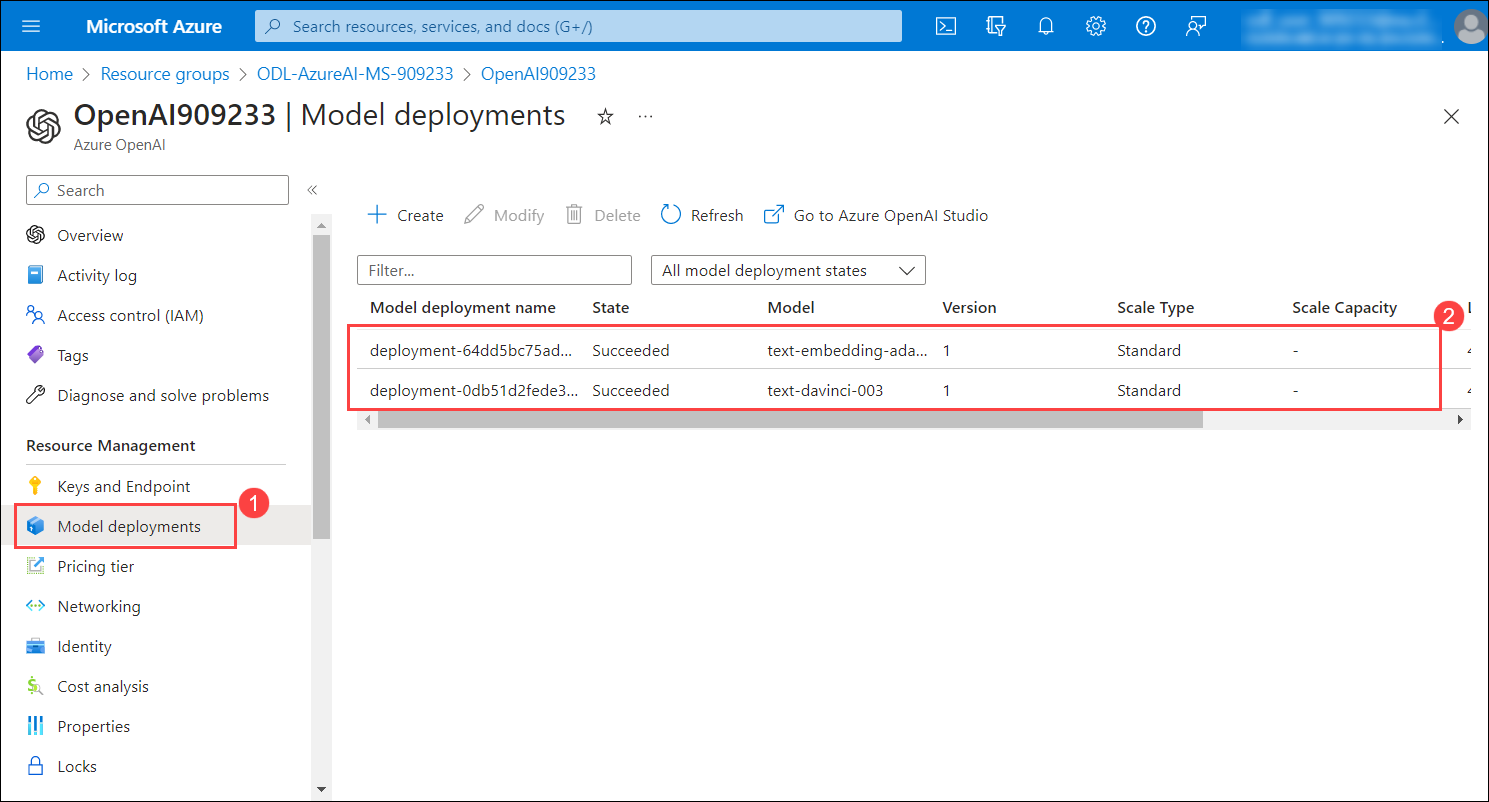 Microsoft Azure
Search resources, services, and docs (G+/)
Home > Resource groups > ODL-AzureAI-MS-909233 > OpenAI909233
OpenAI909233 | Model deployments
Azure OpenAI
Search
Overview
Activity log
Access control (IAM)
Tags
Diagnose and solve problems
Resource Management
Keys and Endpoint
Model deployments
1
Pricing tier
Networking
Identity
Cost analysis
Properties
Locks
Create Modify Delete Refresh Go to Azure OpenAI Studio
Filter... All model deployment states
Model deployment name State Model Version Scale Type Scale Capacity
2
deployment-64dd5bc75ad... Succeeded text-embedding-ada... 1 Standard -
deployment-0db51d2fede3... Succeeded text-davinci-003 1 Standard -